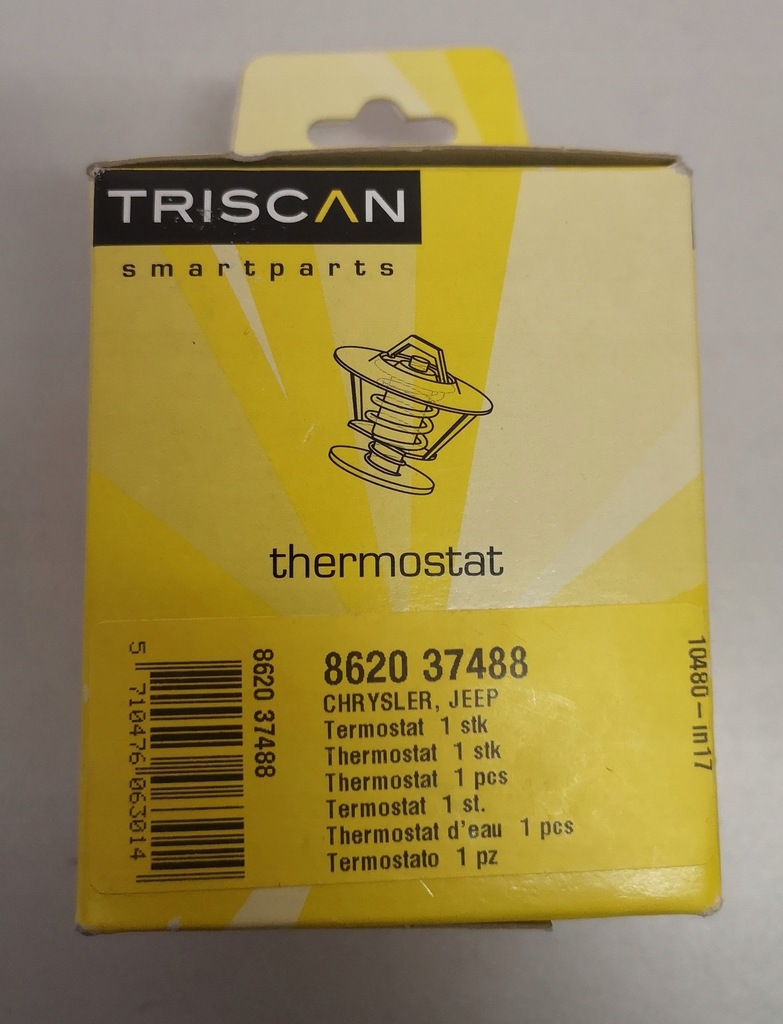 TRISCAN
smartparts
thermostat
5 710476 063014
8620 37488
8620 37488
CHRYSLER, JEEP
Termostat 1 stk
Thermostat 1 stk
Thermostat 1 pcs
Termostat 1 st.
Thermostat d'eau 1 pcs
Termostato 1 pz
10480 - in17